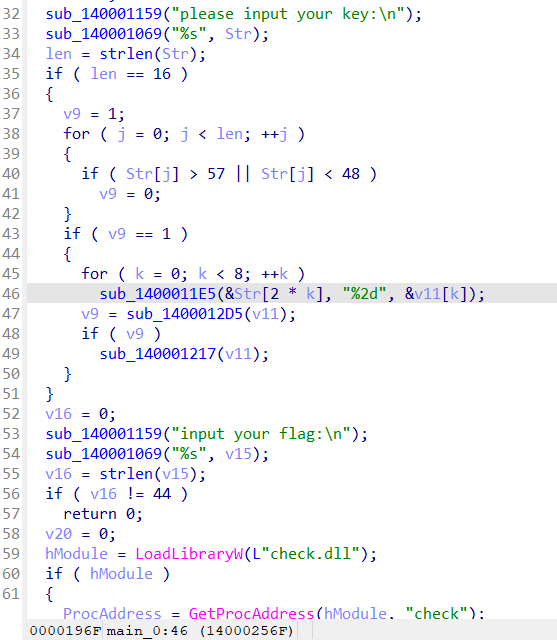 32 sub_140001159("please input your key:\n");
33 sub_140001069("%s", Str);
34 len = strlen(Str);
35 if ( len == 16 )
36 {
37 v9 = 1;
38 for ( j = 0; j < len; ++j )
39 {
40 if ( Str[j] > 57 || Str[j] < 48 )
41 v9 = 0;
42 }
43 if ( v9 == 1 )
44 {
45 for ( k = 0; k < 8; ++k )
46 sub_1400011E5(&Str[2 * k], "%2d", &v11[k]);
47 v9 = sub_1400012D5(v11);
48 if ( v9 )
49 sub_140001217(v11);
50 }
51 }
52 v16 = 0;
53 sub_140001159("input your flag:\n");
54 sub_140001069("%s", v15);
55 v16 = strlen(v15);
56 if ( v16 != 44 )
57 return 0;
58 v20 = 0;
59 hModule = LoadLibraryW(L"check.dll");
60 if ( hModule )
61 {
ProcAddress = GetProcAddress(hModule, "check");
0000196F main_0:46 (14000256F)